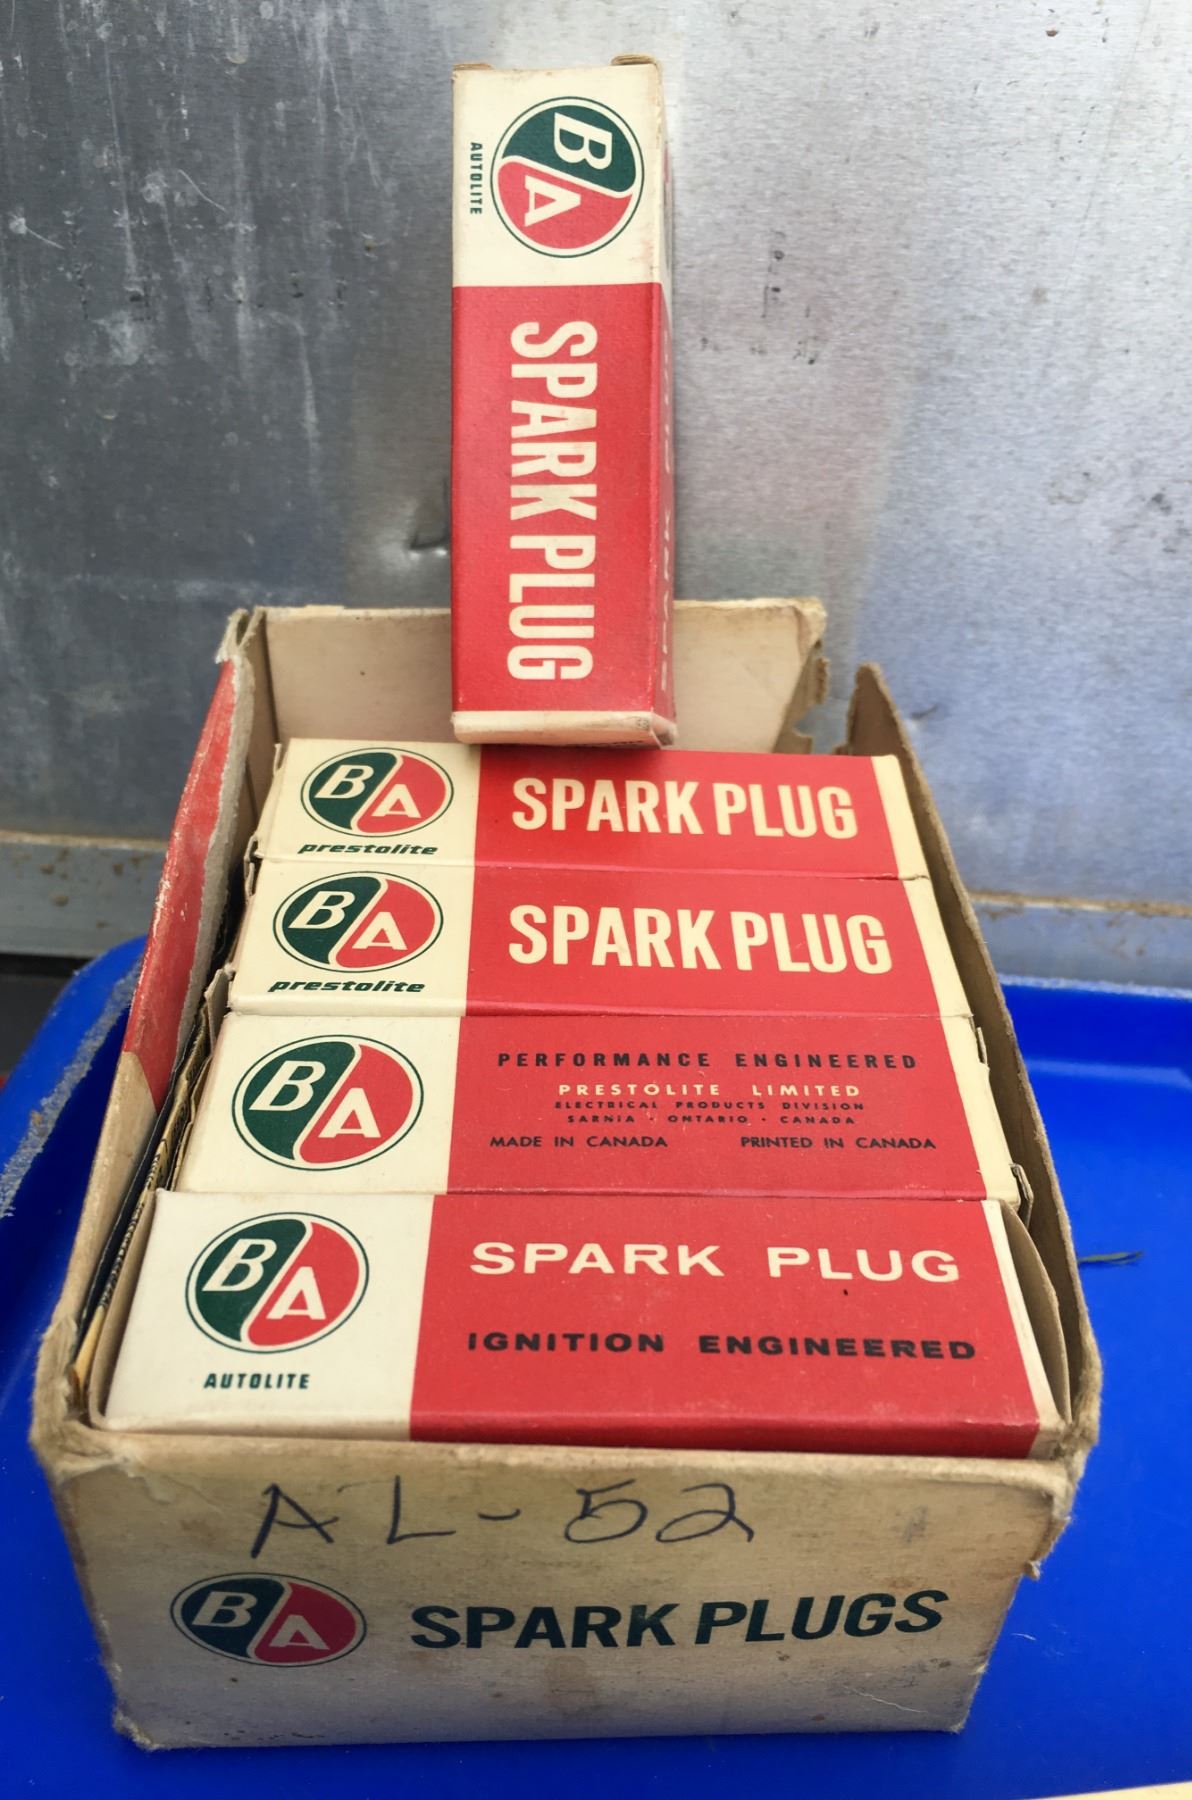 BA
AUTOLITE
SPARK PLUG
SPARK
BA
prestolite
SPARK PLUG
BA
prestolite
SPARK PLUG
BA
PERFORMANCE ENGINEERED
PRESTOLITE LIMITED
ELECTRICAL PRODUCTS DIVISION
SARNIA · ONTARIO · CANADA
MADE IN CANADA PRINTED IN CANADA
BA
AUTOLITE
SPARK PLUG
IGNITION ENGINEERED
AL-52
BA SPARK PLUGS